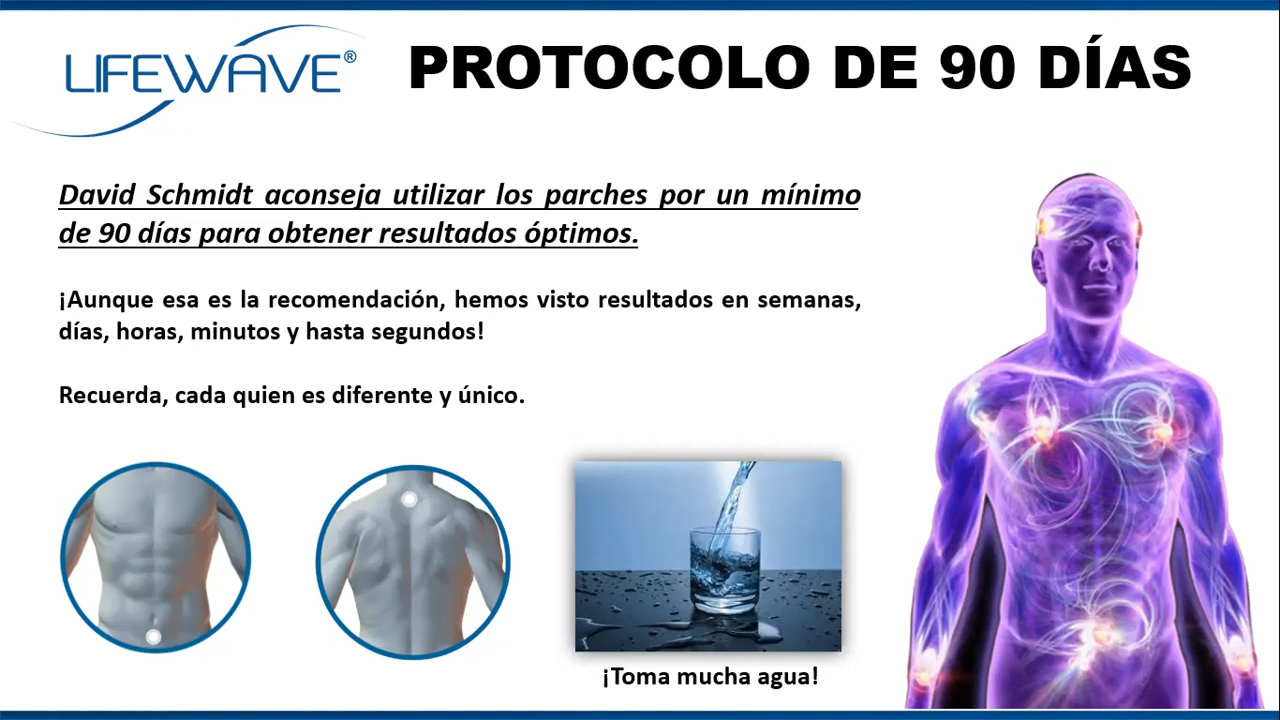 LIFEWAVE®
PROTOCOLO DE 90 DÍAS
David Schmidt aconseja utilizar los parches por un mínimo
de 90 días para obtener resultados óptimos.
¡Aunque esa es la recomendación, hemos visto resultados en semanas,
días, horas, minutos y hasta segundos!
Recuerda, cada quien es diferente y único.
¡Toma mucha agua!